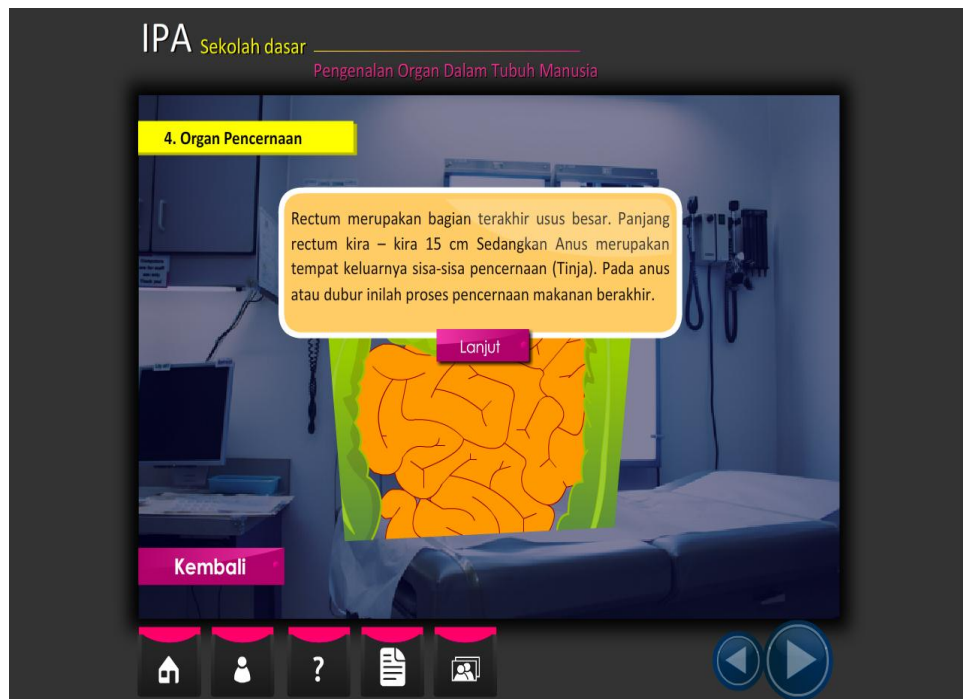 IPA Sekolah dasar
Pengenalan Organ Dalam Tubuh Manusia
4. Organ Pencernaan
Rectum merupakan bagian terakhir usus besar. Panjang
rectum kira – kira 15 cm Sedangkan Anus merupakan
tempat keluarnya sisa-sisa pencernaan (Tinja). Pada anus
atau dubur inilah proses pencernaan makanan berakhir.
Lanjut
Kembali
?